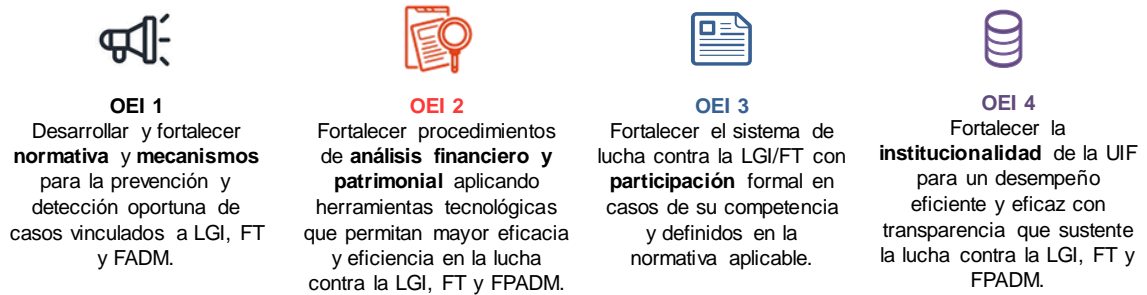 OEI 1
Desarrollar y fortalecer
normativa y mecanismos
para la prevención y
detección oportuna de
casos vinculados a LGI, FT
y FADM.
OEI 2
Fortalecer procedimientos
de análisis financiero y
patrimonial aplicando
herramientas tecnológicas
que permitan mayor eficacia
y eficiencia en la lucha
contra la LGI, FT y FPADM.
OEI 3
Fortalecer el sistema de
lucha contra la LGI/FT con
participación formal en
casos de su competencia
y definidos en la
normativa aplicable.
OEI 4
Fortalecer la
institucionalidad de la UIF
para un desempeño
eficiente y eficaz con
transparencia que sustente
la lucha contra la LGI, FT y
FPADM.